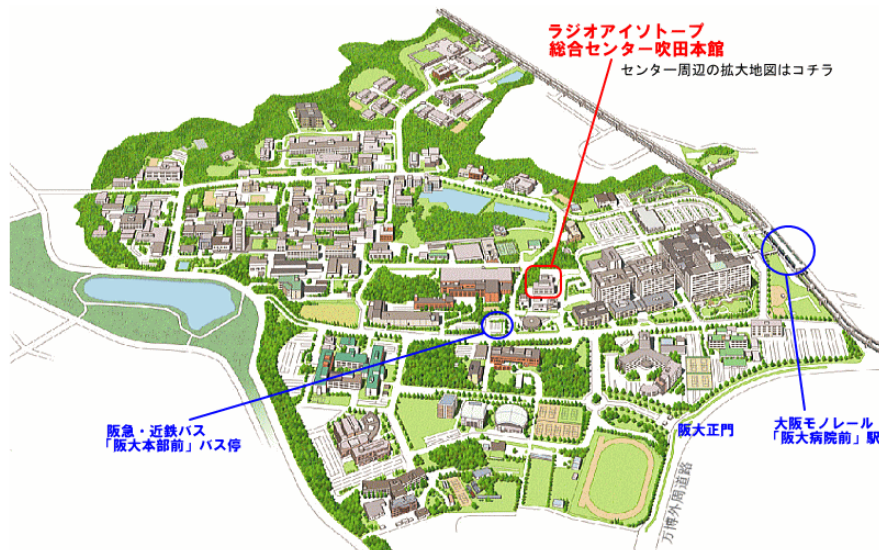 ラジオアイソトープ
総合センター吹田本館
センター周辺の拡大地図はコチラ
阪急・近鉄バス
「阪大本部前」バス停
阪大正門
大阪モノレール
「阪大病院前」駅
万博外周道路